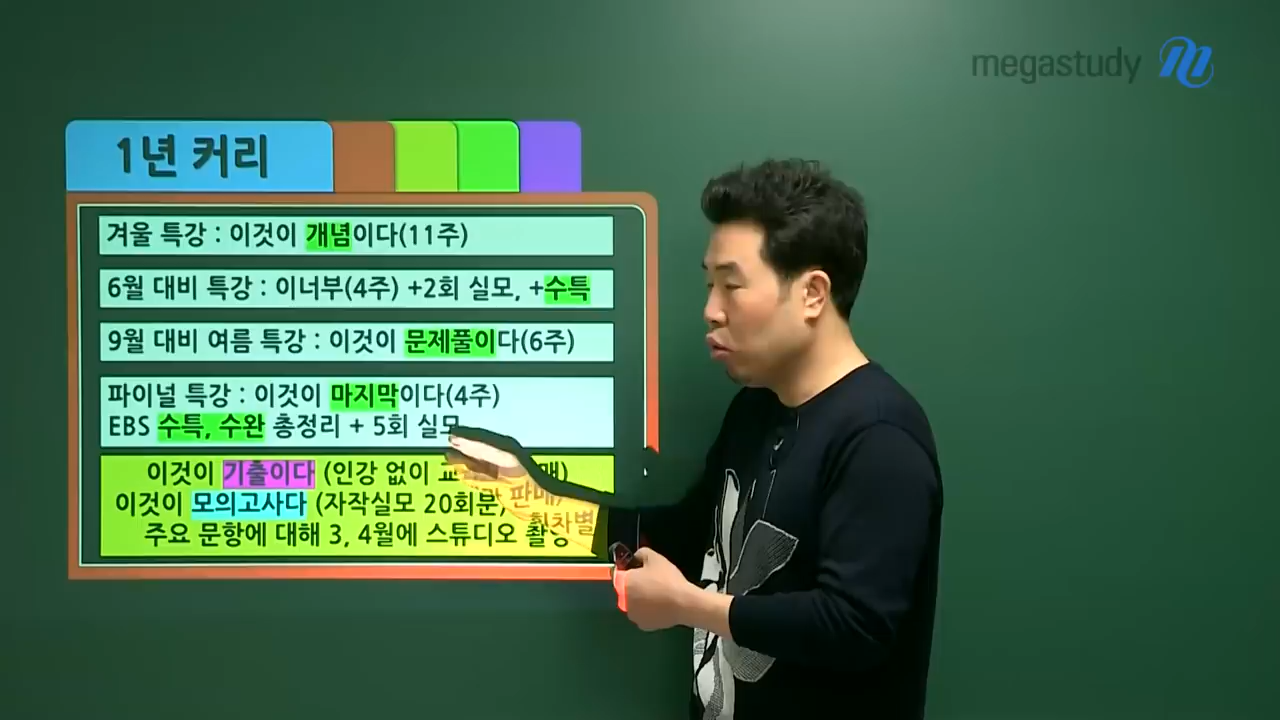 megastudy
1년 커리
겨울 특강 : 이것이 개념이다(11주)
6월 대비 특강 : 이너부(4주) +2회 실모, +수특
9월 대비 여름 특강 : 이것이 문제풀이다(6주)
파이널 특강 : 이것이 마지막이다(4주)
EBS 수특, 수완 총정리 + 5회 실모
이것이 기출이다 (인강 없이 매)
이것이 모의고사다 (자작실모 20회분) 판매)
회차별
주요 문항에 대해 3, 4월에 스튜디오 촬영